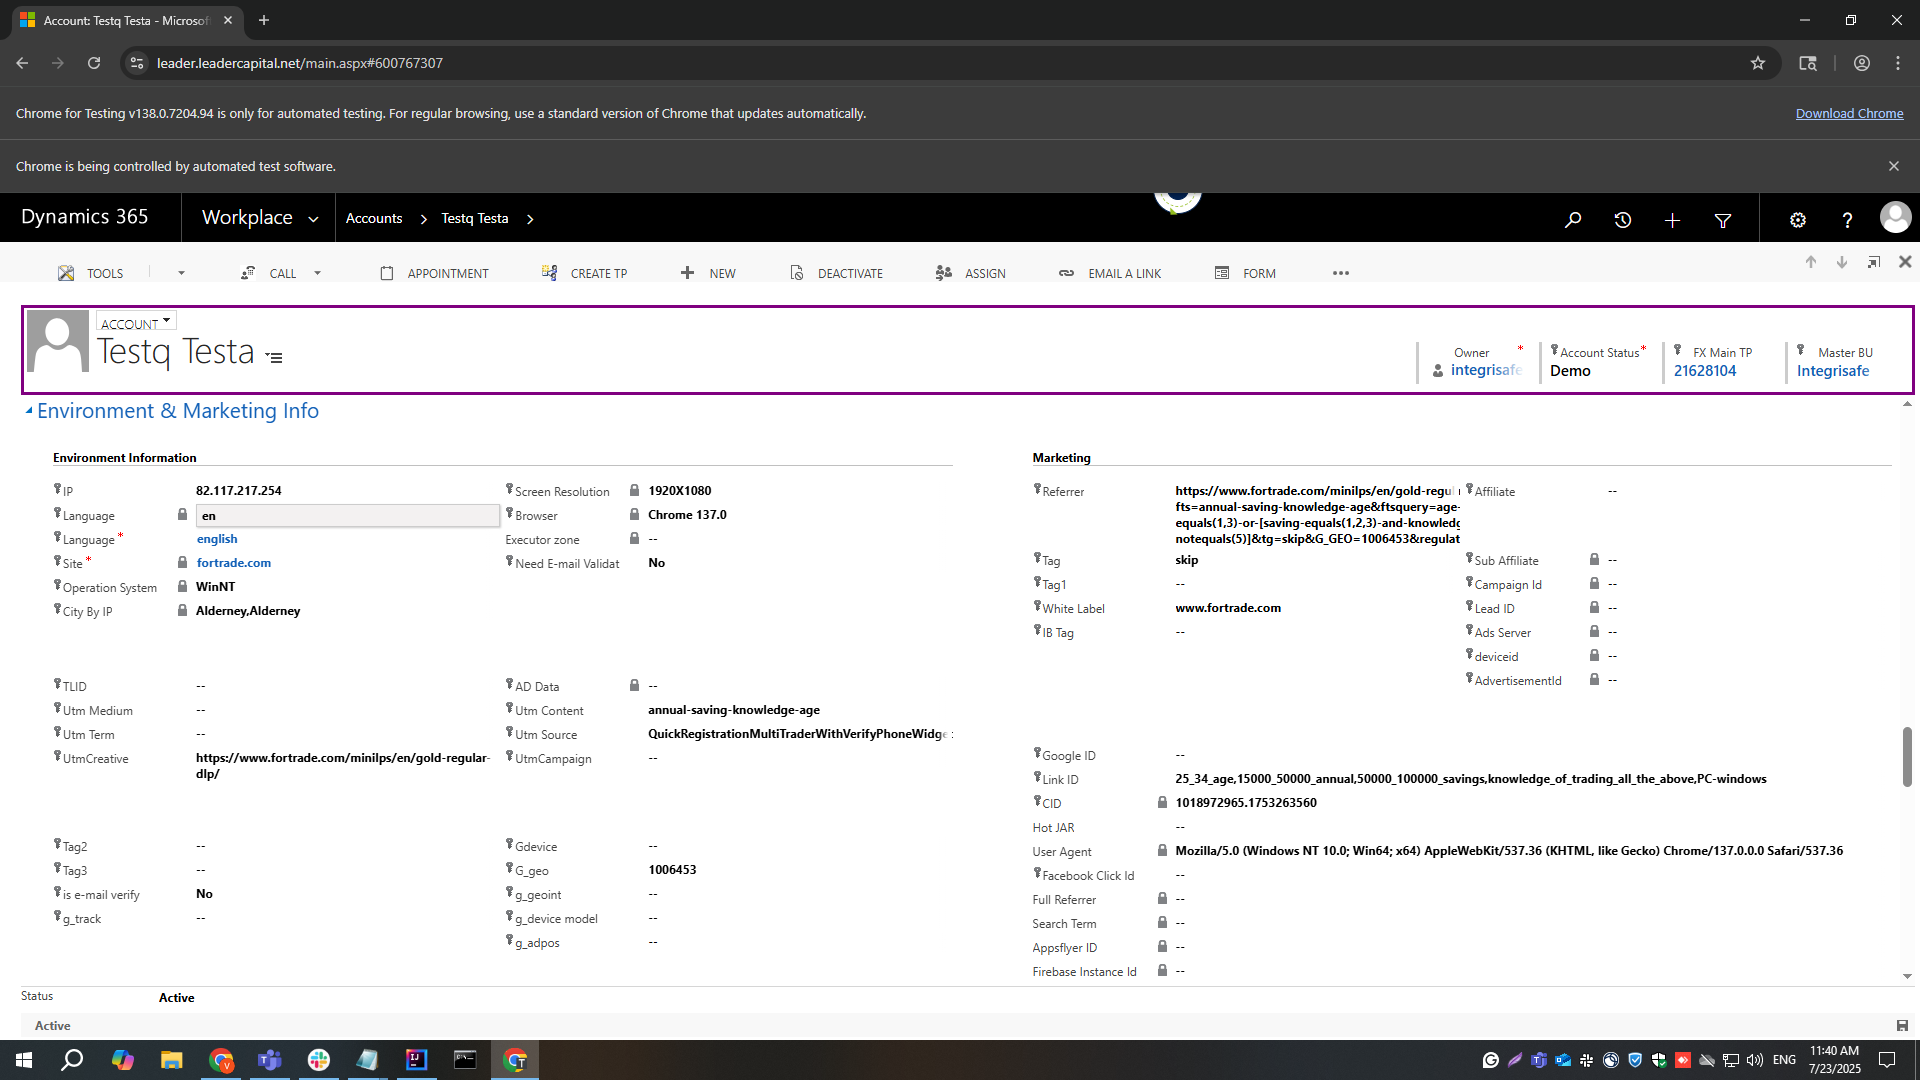 Account: Testq Testa - Microsof
leader.leadercapital.net/main.aspx#600767307
Chrome for Testing v138.0.7204.94 is only for automated testing. For regular browsing, use a standard version of Chrome that updates automatically.
Download Chrome
Chrome is being controlled by automated test software.
Dynamics 365
Workplace
Accounts
Testq Testa
TOOLS
CALL
APPOINTMENT
CREATE TP
NEW
DEACTIVATE
ASSIGN
EMAIL A LINK
FORM
ACCOUNT
Testq Testa
Owner *
integrisafe
Account Status *
Demo
FX Main TP
21628104
Master BU
Integrisafe
Environment & Marketing Info
Environment Information
IP 82.117.217.254
Language en
Language * english
Site * fortrade.com
Operation System WinNT
City By IP Alderney,Alderney
Screen Resolution 1920X1080
Browser Chrome 137.0
Executor zone --
Need E-mail Validat No
TLID --
Utm Medium --
Utm Term --
UtmCreative https://www.fortrade.com/minilps/en/gold-regular-
dlp/
AD Data --
Utm Content annual-saving-knowledge-age
Utm Source QuickRegistrationMultiTraderWithVerifyPhoneWidge
UtmCampaign --
Tag2 --
Tag3 --
is e-mail verify No
g_track --
Gdevice --
G_geo 1006453
g_geoint --
g_device model --
g_adpos --
Marketing
Referrer https://www.fortrade.com/minilps/en/gold-regul
fts=annual-saving-knowledge-age&ftsquery=age-
equals(1,3)-or-[saving-equals(1,2,3)-and-knowledg
notequals(5)]&tg=skip&G_GEO=1006453&regulat
Tag skip
Tag1 --
White Label www.fortrade.com
IB Tag --
Affiliate --
Sub Affiliate --
Campaign Id --
Lead ID --
Ads Server --
deviceid --
AdvertisementId --
Google ID --
Link ID 25_34_age,15000_50000_annual,50000_100000_savings,knowledge_of_trading_all_the_above,PC-windows
CID 1018972965.1753263560
Hot JAR --
User Agent Mozilla/5.0 (Windows NT 10.0; Win64; x64) AppleWebKit/537.36 (KHTML, like Gecko) Chrome/137.0.0.0 Safari/537.36
Facebook Click Id --
Full Referrer --
Search Term --
Appsflyer ID --
Firebase Instance Id --
Status Active
Active
ENG
11:40 AM
7/23/2025